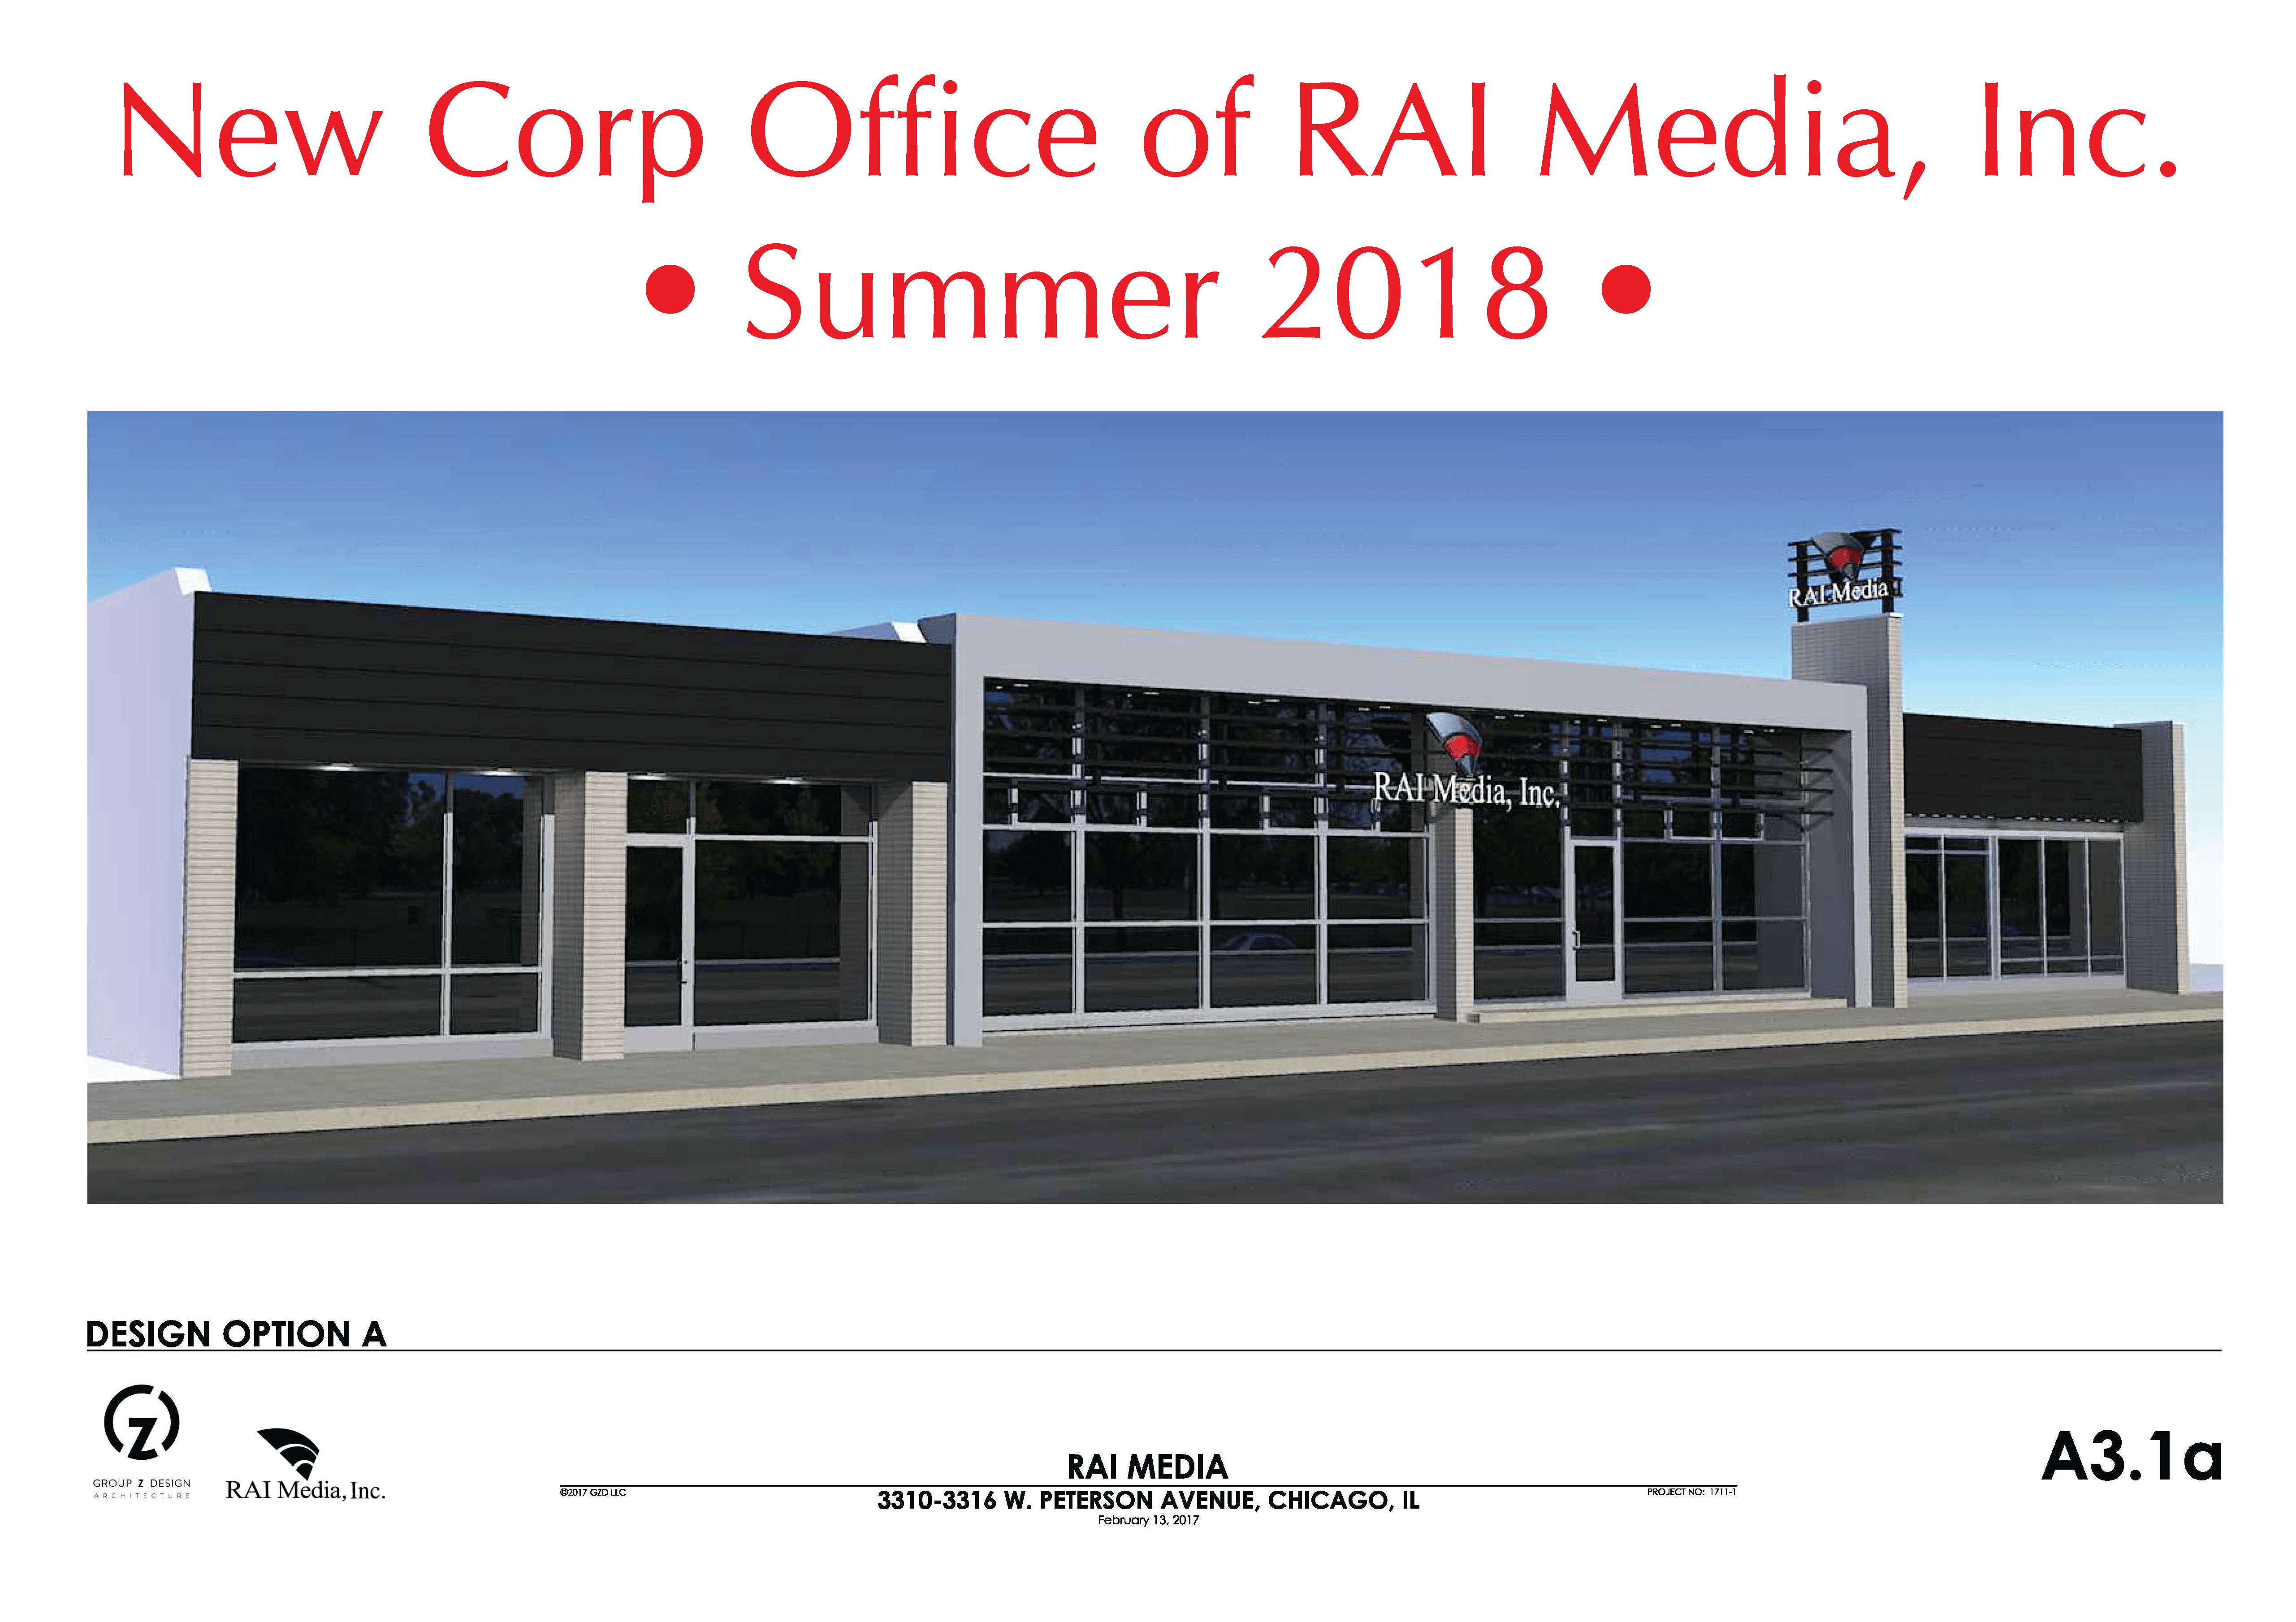 New Corp Office of RAI Media, Inc.
• Summer 2018 •
RAI Media
RAI Media, Inc.
DESIGN OPTION A
GROUP Z DESIGN
ARCHITECTURE
RAI Media, Inc.
©2017 GZD LLC
RAI MEDIA
3310-3316 W. PETERSON AVENUE, CHICAGO, IL
February 13, 2017
PROJECT NO: 1711-1
A3.1a